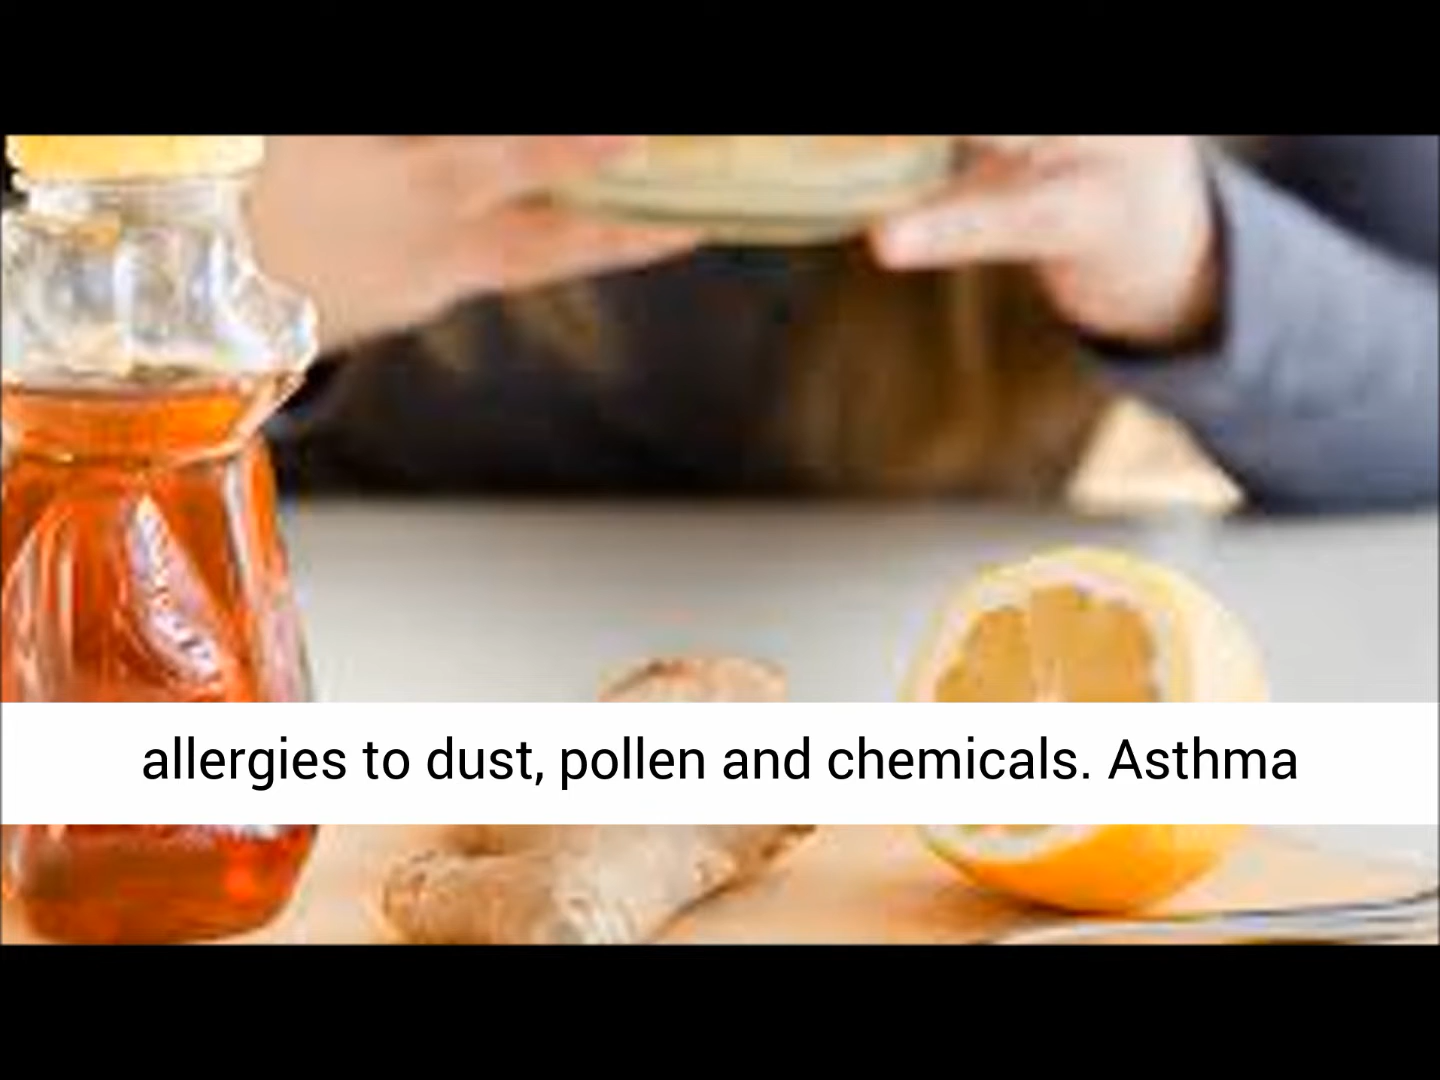 allergies to dust, pollen and chemicals. Asthma